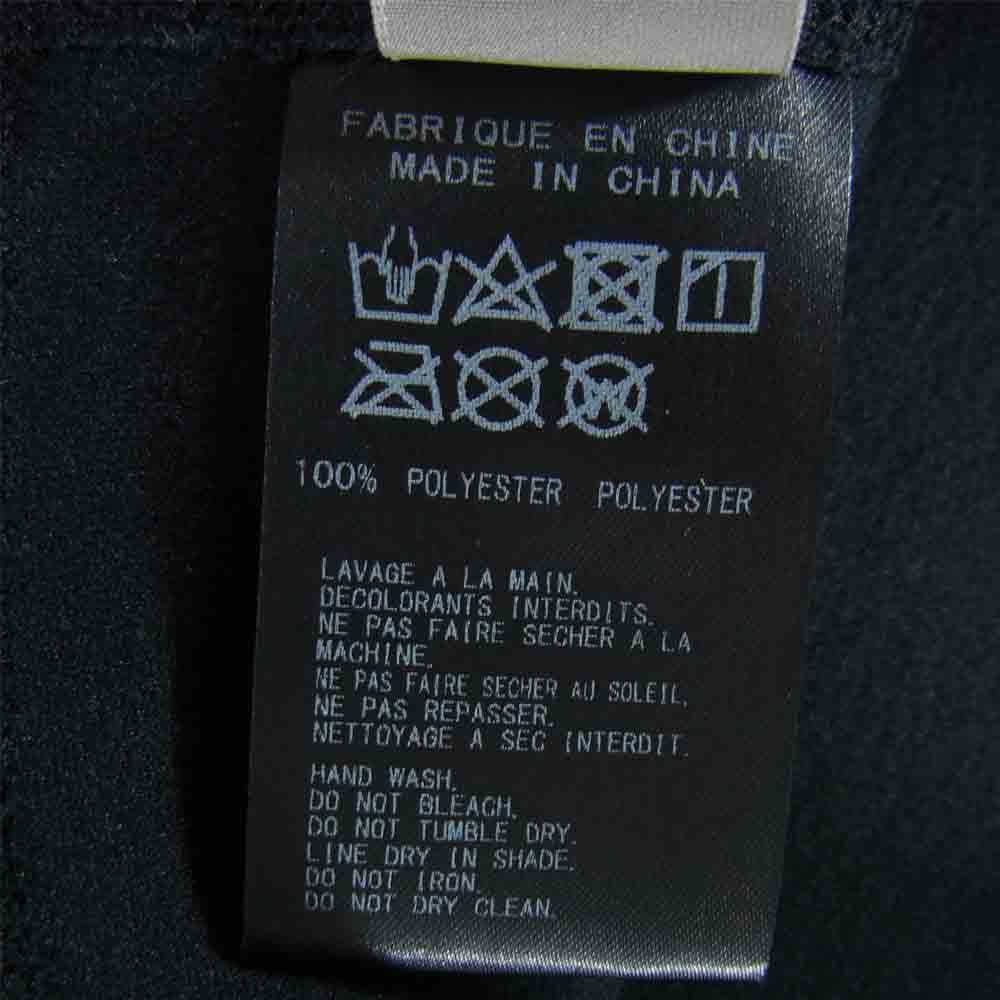 FABRIQUE EN CHINE
MADE IN CHINA
W
100% POLYESTER POLYESTER
LAVAGE A LA MAIN.
DECOLORANTS INTERDITS.
NE PAS FAIRE SECHER A LA
MACHINE.
NE PAS FAIRE SECHER AU SOLEIL.
NE PAS REPASSER.
NETTOYAGE A SEC INTERDIT.
HAND WASH.
DO NOT BLEACH.
DO NOT TUMBLE DRY.
LINE DRY IN SHADE.
DO NOT IRON.
DO NOT DRY CLEAN.